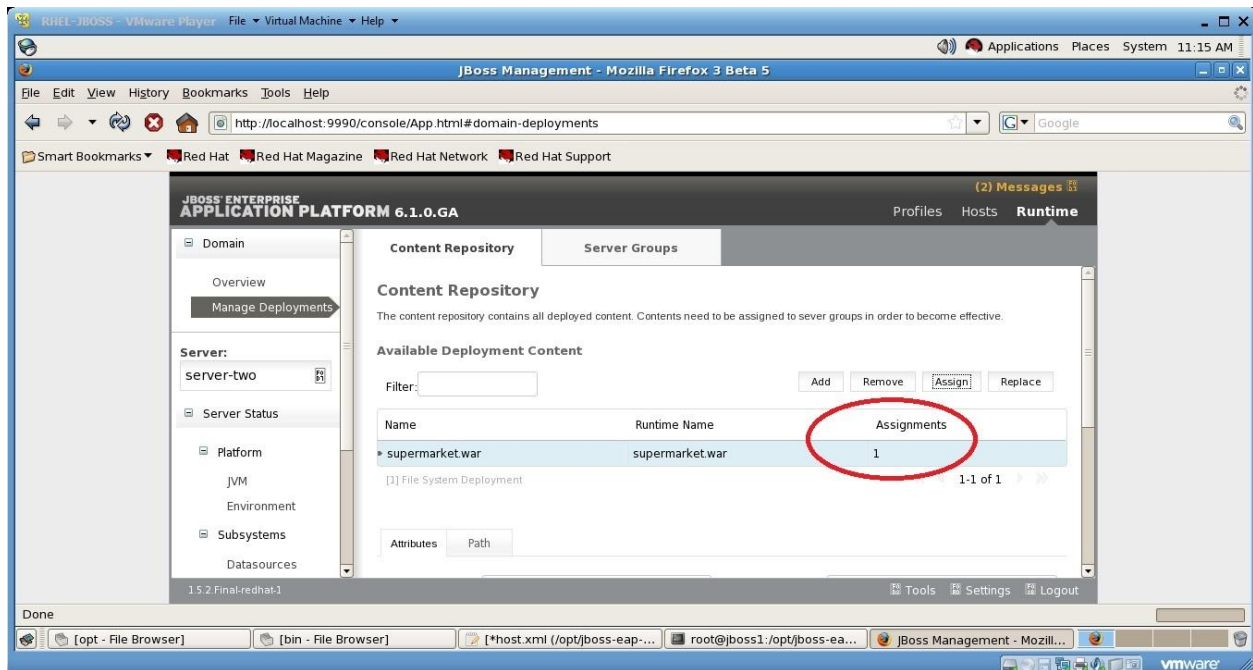 RHEL-JBOSS - VMware Player File Virtual Machine Help
Applications Places System 11:15 AM
JBoss Management - Mozilla Firefox 3 Beta 5
File Edit View History Bookmarks Tools Help
http://localhost:9990/console/App.html#domain-deployments
G Google
Smart Bookmarks Red Hat Red Hat Magazine Red Hat Network Red Hat Support
(2) Messages
JBOSS® ENTERPRISE
APPLICATION PLATFORM 6.1.0.GA
Profiles Hosts Runtime
Domain
Overview
Manage Deployments
Server:
server-two
Server Status
Platform
JVM
Environment
Subsystems
Datasources
Content Repository Server Groups
Content Repository
The content repository contains all deployed content. Contents need to be assigned to sever groups in order to become effective.
Available Deployment Content
Filter:
Add Remove Assign Replace
Name Runtime Name Assignments
supermarket.war supermarket.war 1
[1] File System Deployment
1-1 of 1
Attributes Path
1.5.2.Final-redhat-1
Tools Settings Logout
Done
[opt - File Browser] [bin - File Browser] [*host.xml (/opt/jboss-eap-... root@jboss1:/opt/jboss-ea... JBoss Management - Mozill...
vmware